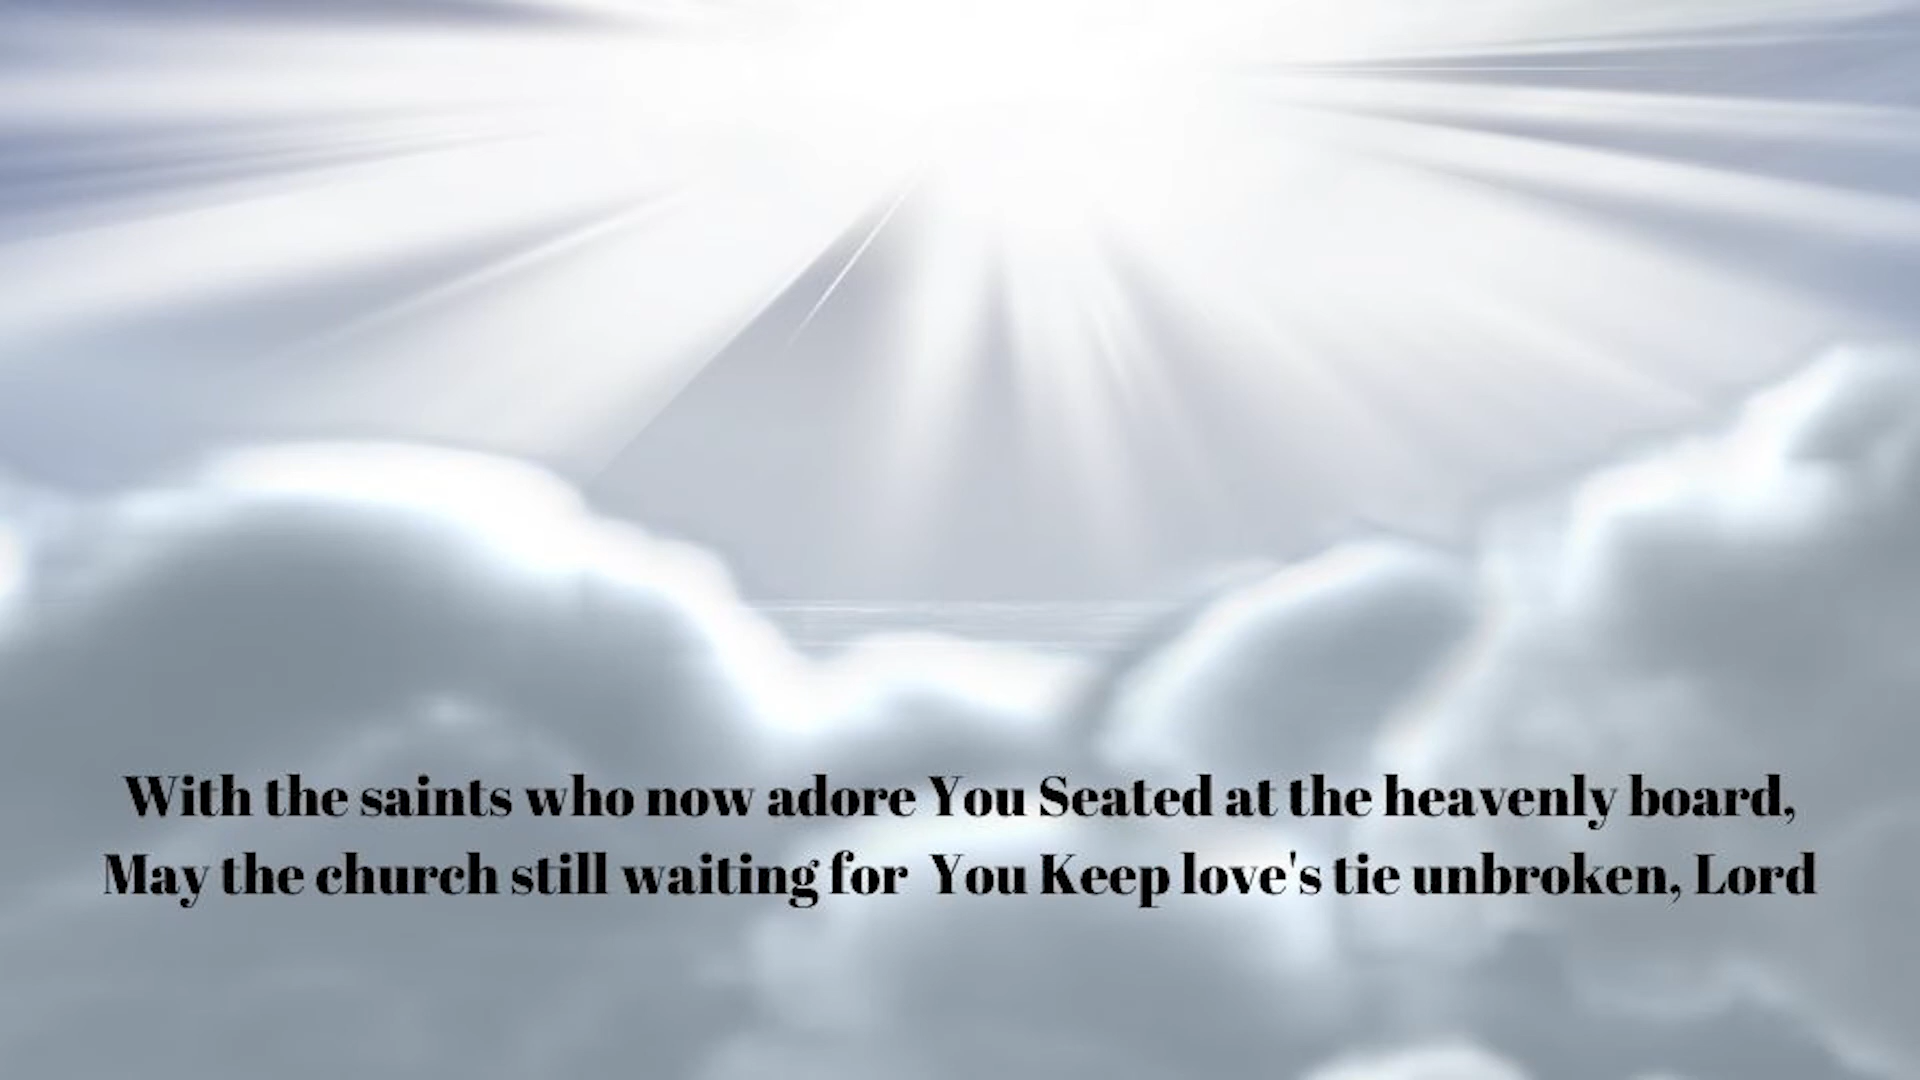 With the saints who now adore You Seated at the heavenly board,
May the church still waiting for You Keep love's tie unbroken, Lord